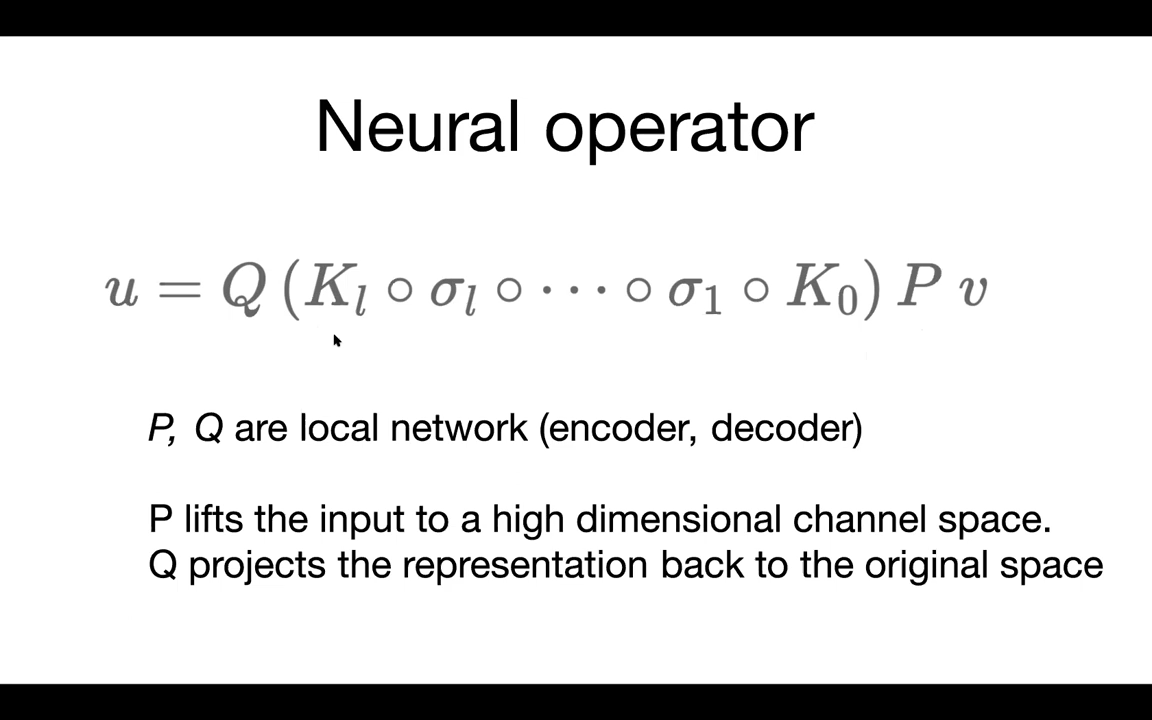 Neural operator
u = Q (K_l ∘ σ_l ∘ ⋯ ∘ σ_1 ∘ K_0) P v
P, Q are local network (encoder, decoder)
P lifts the input to a high dimensional channel space.
Q projects the representation back to the original space